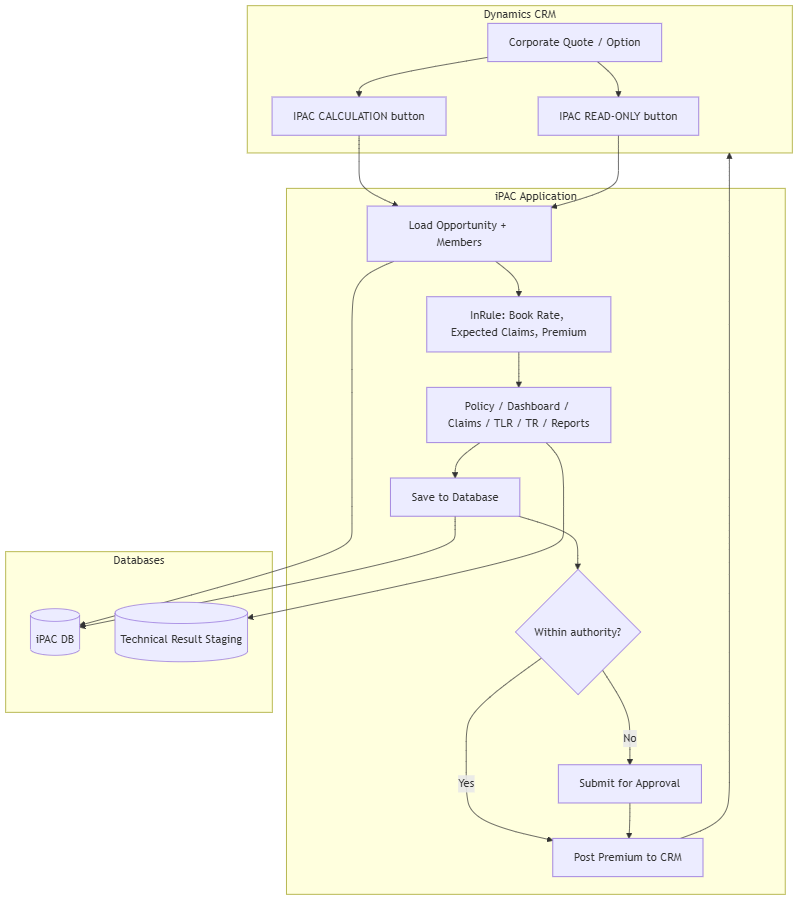 Dynamics CRM
Corporate Quote / Option
IPAC CALCULATION button
IPAC READ-ONLY button
iPAC Application
Load Opportunity +
Members
InRule: Book Rate,
Expected Claims, Premium
Policy / Dashboard /
Claims / TLR / TR / Reports
Save to Database
Databases
iPAC DB
Technical Result Staging
Within authority?
No
Yes
Submit for Approval
Post Premium to CRM